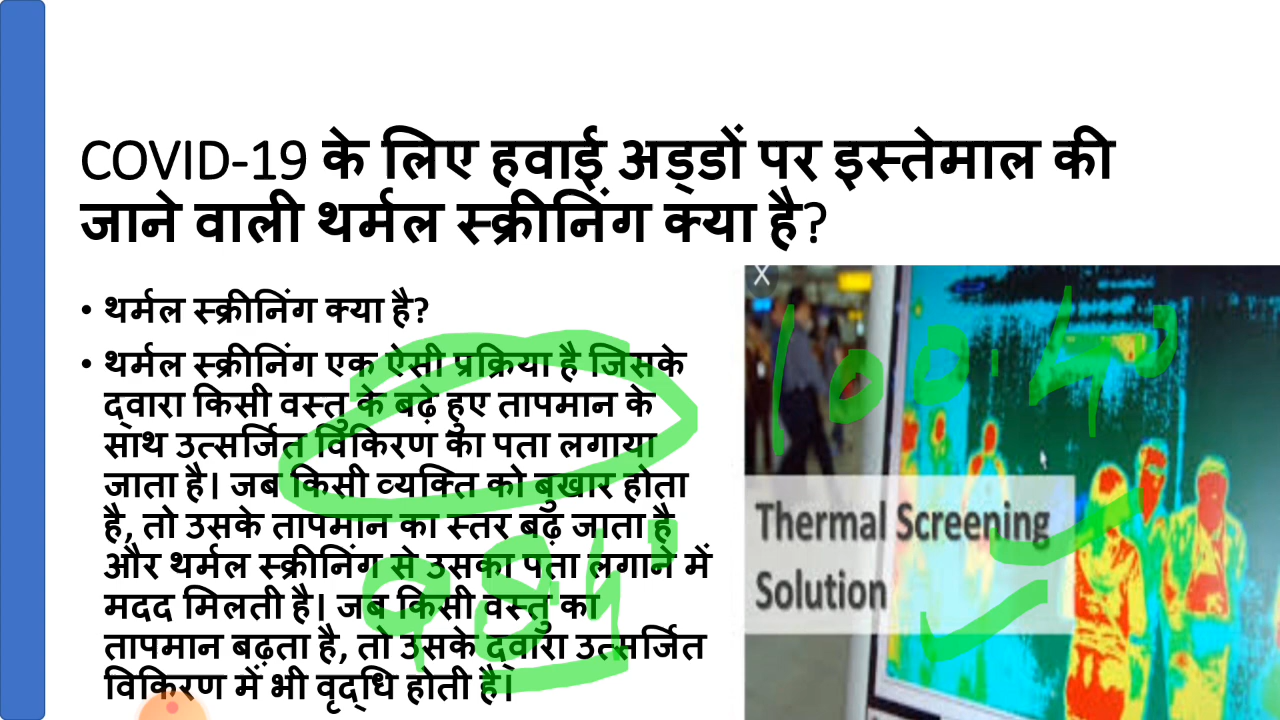 COVID-19 के लिए हवाई अड्डों पर इस्तेमाल की
जाने वाली थर्मल स्क्रीनिंग क्या है?
• थर्मल स्क्रीनिंग क्या है?
• थर्मल स्क्रीनिंग एक ऐसी प्रक्रिया है जिसके
द्वारा किसी वस्तु के बढ़े हुए तापमान के
साथ उत्सर्जित विकिरण का पता लगाया
जाता है। जब किसी व्यक्ति को बुखार होता
है, तो उसके तापमान का स्तर बढ़ जाता है
और थर्मल स्क्रीनिंग से उसका पता लगाने में
मदद मिलती है। जब किसी वस्तु का
तापमान बढ़ता है, तो उसके द्वारा उत्सर्जित
विकिरण में भी वृद्धि होती है।
X
100.40
Thermal Screening
Solution